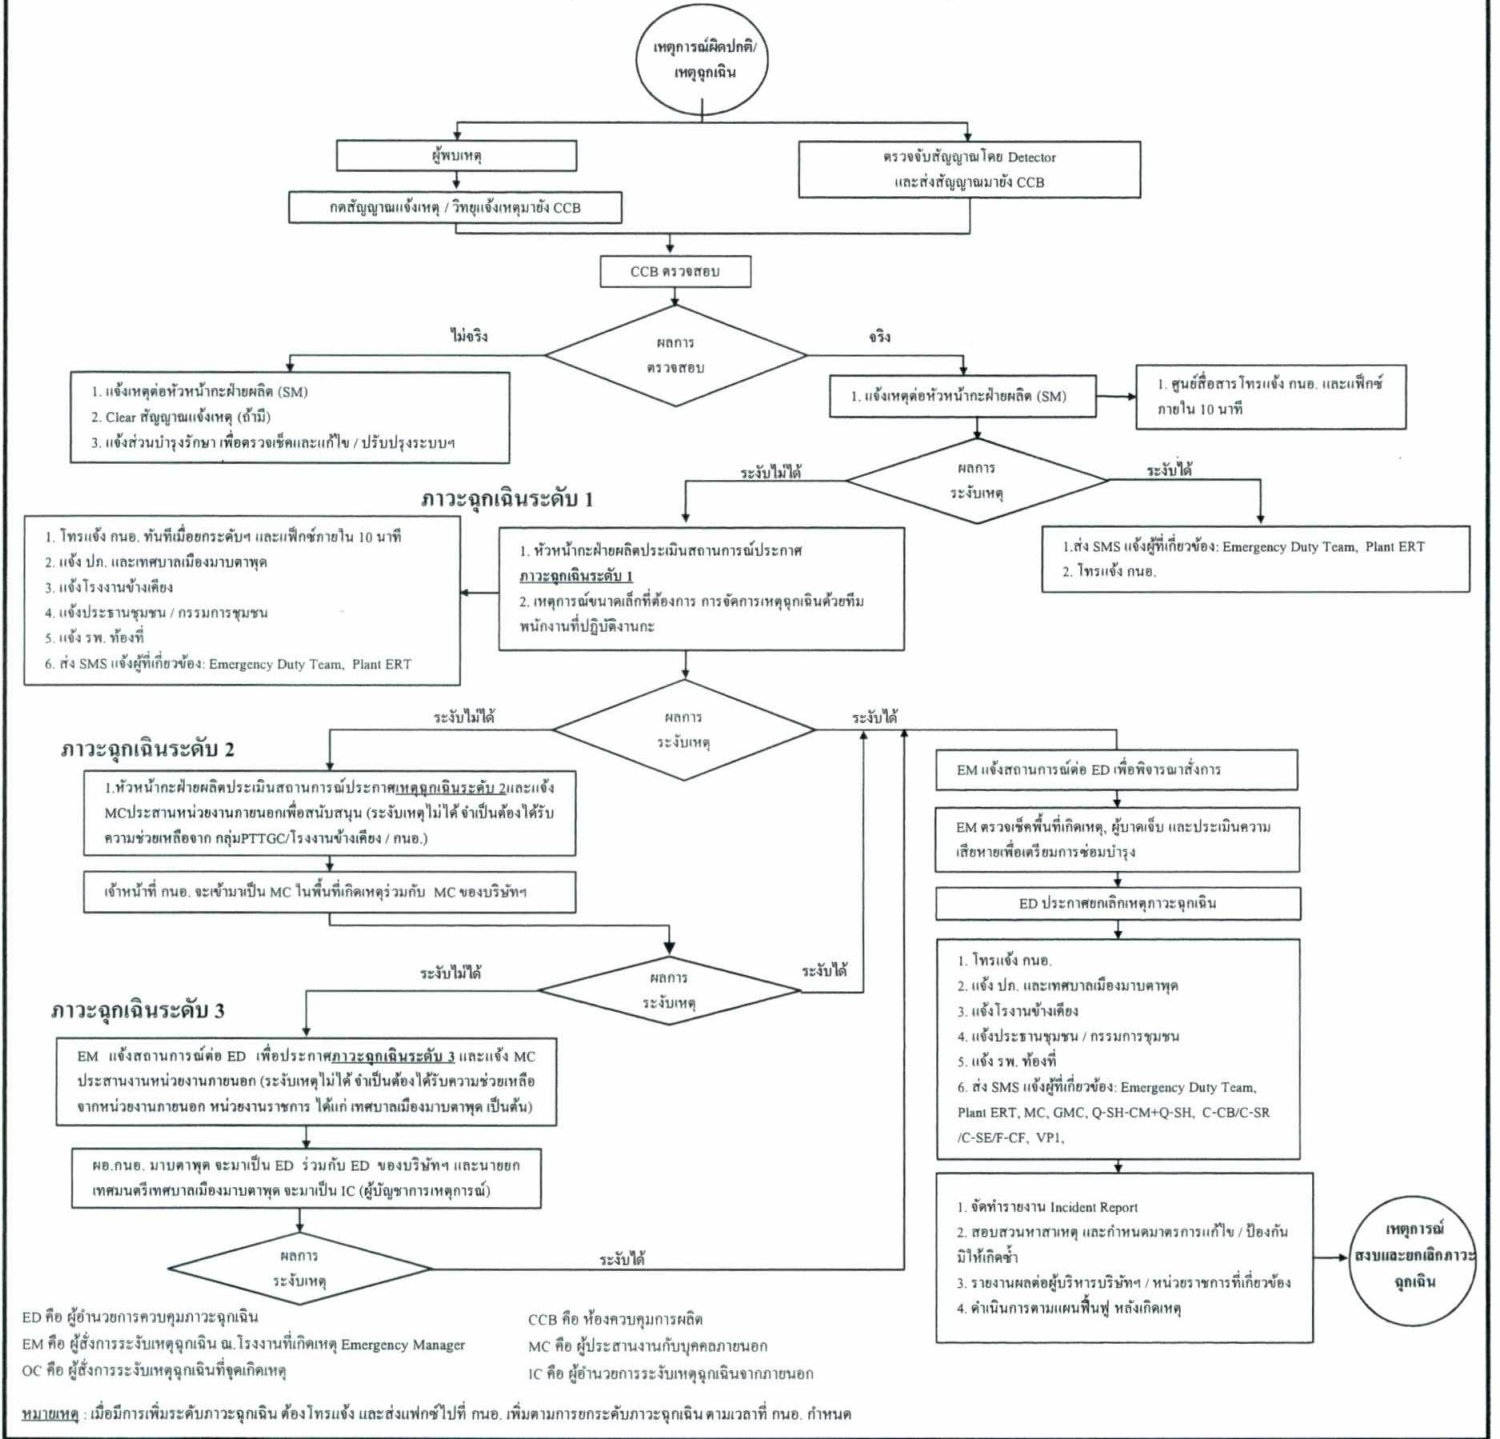 เหตุการณ์ผิดปกติ/
เหตุฉุกเฉิน
ผู้พบเหตุ
กดสัญญาณแจ้งเหตุ / วิทยุแจ้งเหตุมายัง CCB
ตรวจจับสัญญาณโดย Detector
และส่งสัญญาณมายัง CCB
CCB ตรวจสอบ
ผลการ
ตรวจสอบ
ไม่จริง
จริง
1. แจ้งเหตุต่อหัวหน้ากะฝ่ายผลิต (SM)
2. Clear สัญญาณแจ้งเหตุ (ถ้ามี)
3. แจ้งส่วนบำรุงรักษา เพื่อตรวจเช็คและแก้ไข / ปรับปรุงระบบฯ
1. แจ้งเหตุต่อหัวหน้ากะฝ่ายผลิต (SM)
1. ศูนย์สื่อสารโทรแจ้ง กนอ. และแฟ็กซ์
ภายใน 10 นาที
ผลการ
ระงับเหตุ
ระงับไม่ได้
ระงับได้
1.ส่ง SMS แจ้งผู้ที่เกี่ยวข้อง: Emergency Duty Team, Plant ERT
2. โทรแจ้ง กนอ.
ภาวะฉุกเฉินระดับ 1
1. หัวหน้ากะฝ่ายผลิตประเมินสถานการณ์ประกาศ
ภาวะฉุกเฉินระดับ 1
2. เหตุการณ์ขนาดเล็กที่ต้องการ การจัดการเหตุฉุกเฉินด้วยทีม
พนักงานที่ปฏิบัติงานกะ
1. โทรแจ้ง กนอ. ทันทีเมื่อยกระดับฯ และแฟ็กซ์ภายใน 10 นาที
2. แจ้ง ปภ. และเทศบาลเมืองมาบตาพุด
3. แจ้งโรงงานข้างเคียง
4. แจ้งประธานชุมชน / กรรมการชุมชน
5. แจ้ง รพ. ท้องที่
6. ส่ง SMS แจ้งผู้ที่เกี่ยวข้อง: Emergency Duty Team, Plant ERT
ผลการ
ระงับเหตุ
ระงับไม่ได้
ระงับได้
ภาวะฉุกเฉินระดับ 2
1.หัวหน้ากะฝ่ายผลิตประเมินสถานการณ์ประกาศเหตุฉุกเฉินระดับ 2และแจ้ง
MCประสานหน่วยงานภายนอกเพื่อสนับสนุน (ระงับเหตุไม่ได้ จำเป็นต้องได้รับ
ความช่วยเหลือจาก กลุ่มPTTGC/โรงงานข้างเคียง / กนอ.)
เจ้าหน้าที่ กนอ. จะเข้ามาเป็น MC ในพื้นที่เกิดเหตุร่วมกับ MC ของบริษัทฯ
ผลการ
ระงับเหตุ
ระงับไม่ได้
ระงับได้
ภาวะฉุกเฉินระดับ 3
EM แจ้งสถานการณ์ต่อ ED เพื่อประกาศภาวะฉุกเฉินระดับ 3 และแจ้ง MC
ประสานงานหน่วยงานภายนอก (ระงับเหตุไม่ได้ จำเป็นต้องได้รับความช่วยเหลือ
จากหน่วยงานภายนอก หน่วยงานราชการ ได้แก่ เทศบาลเมืองมาบตาพุด เป็นต้น)
ผอ.กนอ. มาบตาพุด จะมาเป็น ED ร่วมกับ ED ของบริษัทฯ และนายยก
เทศมนตรีเทศบาลเมืองมาบตาพุด จะมาเป็น IC (ผู้บัญชาการเหตุการณ์)
ผลการ
ระงับเหตุ
ระงับได้
EM แจ้งสถานการณ์ต่อ ED เพื่อพิจารณาสั่งการ
EM ตรวจเช็คพื้นที่เกิดเหตุ, ผู้บาดเจ็บ และประเมินความ
เสียหายเพื่อเตรียมการซ่อมบำรุง
ED ประกาศยกเลิกเหตุภาวะฉุกเฉิน
1. โทรแจ้ง กนอ.
2. แจ้ง ปภ. และเทศบาลเมืองมาบตาพุด
3. แจ้งโรงานข้างเคียง
4. แจ้งประธานชุมชน / กรรมการชุมชน
5. แจ้ง รพ. ท้องที่
6. ส่ง SMS แจ้งผู้ที่เกี่ยวข้อง: Emergency Duty Team,
Plant ERT, MC, GMC, Q-SH-CM+Q-SH, C-CB/C-SR
/C-SE/F-CF, VP1,
1. จัดทำรายงาน Incident Report
2. สอบสวนหาสาเหตุ และกำหนดมาตรการแก้ไข / ป้องกัน
มิให้เกิดซ้ำ
3. รายงานผลต่อผู้บริหารบริษัทฯ / หน่วยราชการที่เกี่ยวข้อง
4. ดำเนินการตามแผนฟื้นฟู หลังเกิดเหตุ
เหตุการณ์
สงบและยกเลิกภาวะ
ฉุกเฉิน
ED คือ ผู้อำนวยการควบคุมภาวะฉุกเฉิน
EM คือ ผู้สั่งการระงับเหตุฉุกเฉิน ณ.โรงงานที่เกิดเหตุ Emergency Manager
OC คือ ผู้สั่งการระงับเหตุฉุกเฉินที่จุดเกิดเหตุ
CCB คือ ห้องควบคุมการผลิต
MC คือ ผู้ประสานงานกับบุคคลภายนอก
IC คือ ผู้อำนวยการระงับเหตุฉุกเฉินจากภายนอก
หมายเหตุ : เมื่อมีการเพิ่มระดับภาวะฉุกเฉิน ต้องโทรแจ้ง และส่งแฟกซ์ไปที่ กนอ. เพิ่มตามการยกระดับภาวะฉุกเฉิน ตามเวลาที่ กนอ. กำหนด